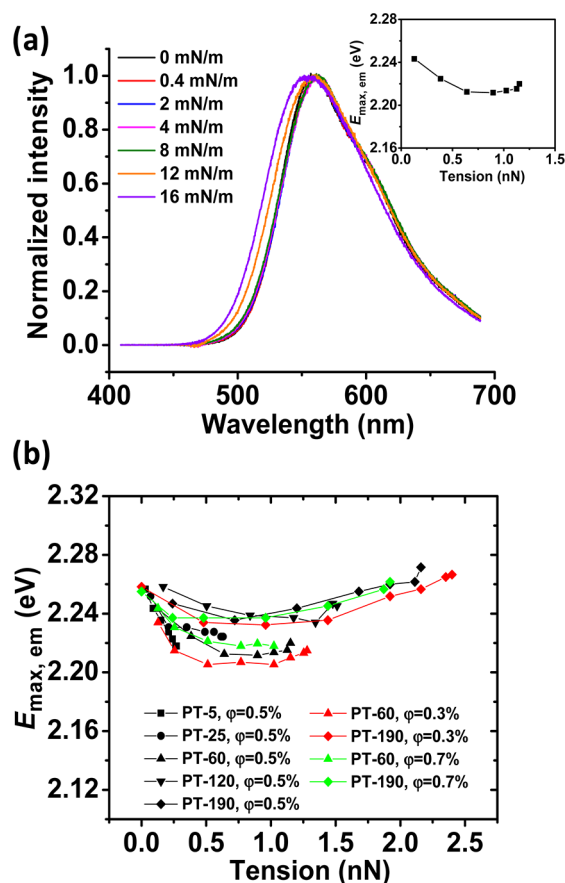 (a)
0 mN/m
0.4 mN/m
2 mN/m
4 mN/m
8 mN/m
12 mN/m
16 mN/m
Normalized intensity
1.0
0.8
0.6
0.4
0.2
0.0
400 500 600 700
Wavelength (nm)
Emax, em (eV)
2.28
2.24
2.20
2.16
0.0 0.5 1.0 1.5
Tension (nN)
(b)
Emax, em (eV)
2.32
2.28
2.24
2.20
2.16
2.12
PT-5, φ=0.5%
PT-25, φ=0.5%
PT-60, φ=0.5%
PT-120, φ=0.5%
PT-190, φ=0.5%
PT-60, φ=0.3%
PT-190, φ=0.3%
PT-60, φ=0.7%
PT-190, φ=0.7%
0.0 0.5 1.0 1.5 2.0 2.5
Tension (nN)